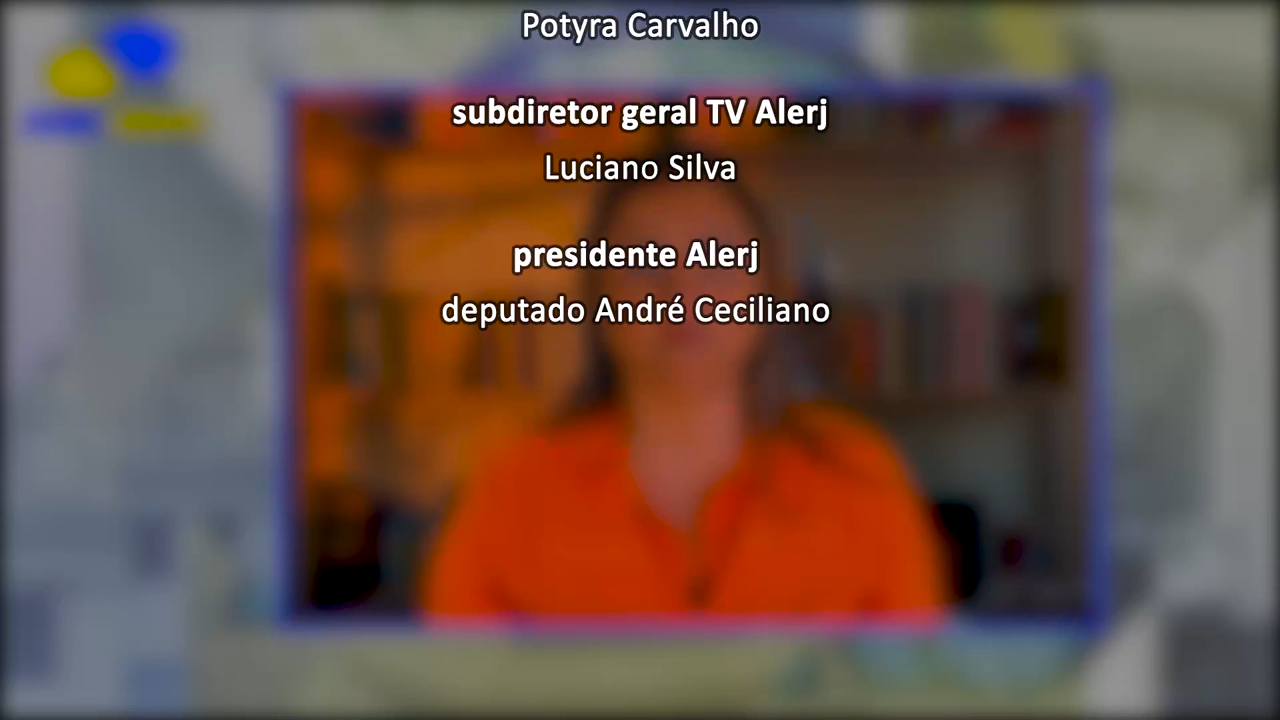 Potyra Carvalho
subdiretor geral TV Alerj
Luciano Silva
presidente Alerj
deputado André Ceciliano